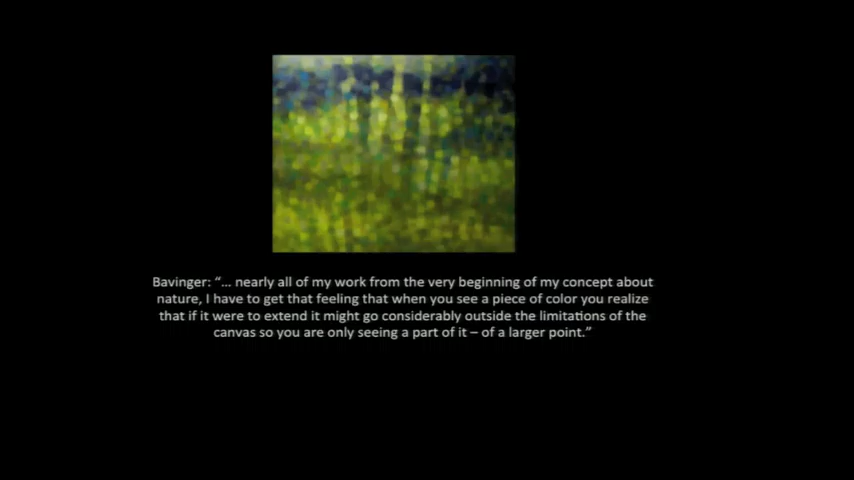 Bavinger: “… nearly all of my work from the very beginning of my concept about
nature, I have to get that feeling that when you see a piece of color you realize
that if it were to extend it might go considerably outside the limitations of the
canvas so you are only seeing a part of it – of a larger point.”